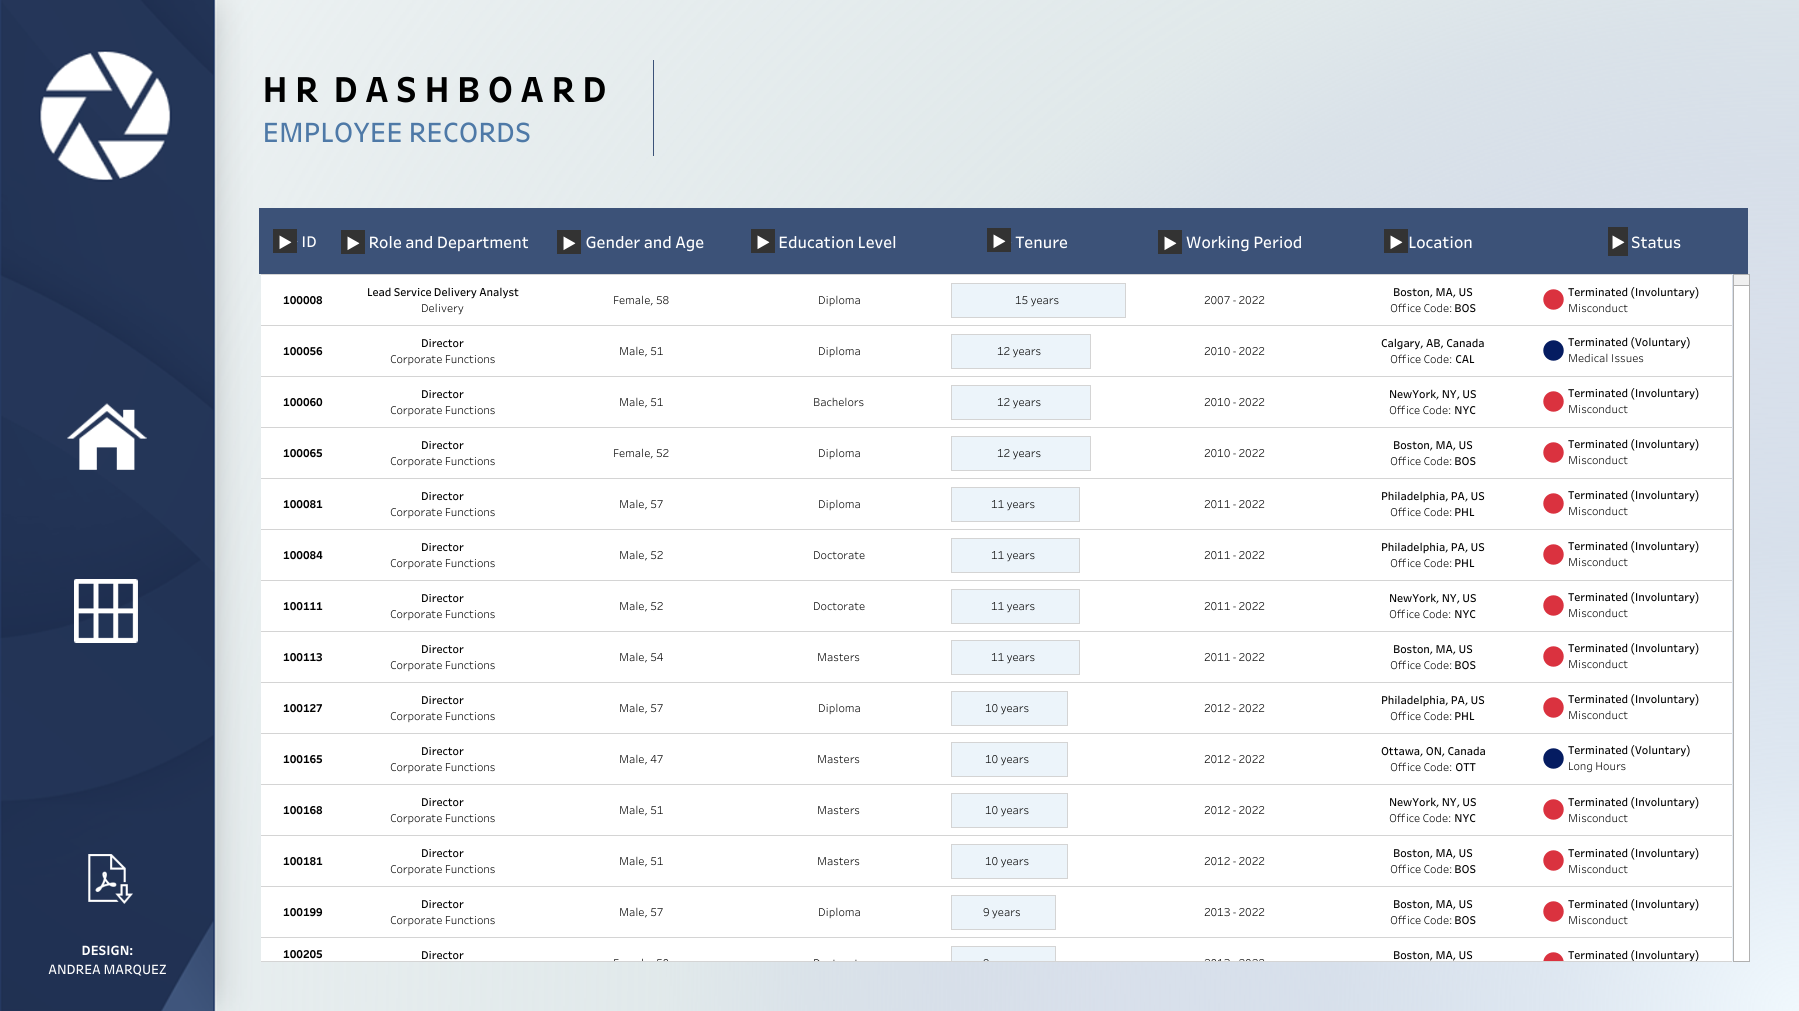 HR DASHBOARD
EMPLOYEE RECORDS
ID Role and Department Gender and Age Education Level Tenure Working Period Location Status
100008 Lead Service Delivery Analyst Female, 58 Diploma 15 years 2007 - 2022 Boston, MA, US Terminated (Involuntary)
Delivery Office Code: BOS Misconduct
100056 Director Male, 51 Diploma 12 years 2010 - 2022 Calgary, AB, Canada Terminated (Voluntary)
Corporate Functions Office Code: CAL Medical Issues
100060 Director Male, 51 Bachelors 12 years 2010 - 2022 NewYork, NY, US Terminated (Involuntary)
Corporate Functions Office Code: NYC Misconduct
100065 Director Female, 52 Diploma 12 years 2010 - 2022 Boston, MA, US Terminated (Involuntary)
Corporate Functions Office Code: BOS Misconduct
100081 Director Male, 57 Diploma 11 years 2011 - 2022 Philadelphia, PA, US Terminated (Involuntary)
Corporate Functions Office Code: PHL Misconduct
100084 Director Male, 52 Doctorate 11 years 2011 - 2022 Philadelphia, PA, US Terminated (Involuntary)
Corporate Functions Office Code: PHL Misconduct
100111 Director Male, 52 Doctorate 11 years 2011 - 2022 NewYork, NY, US Terminated (Involuntary)
Corporate Functions Office Code: NYC Misconduct
100113 Director Male, 54 Masters 11 years 2011 - 2022 Boston, MA, US Terminated (Involuntary)
Corporate Functions Office Code: BOS Misconduct
100127 Director Male, 57 Diploma 10 years 2012 - 2022 Philadelphia, PA, US Terminated (Involuntary)
Corporate Functions Office Code: PHL Misconduct
100165 Director Male, 47 Masters 10 years 2012 - 2022 Ottawa, ON, Canada Terminated (Voluntary)
Corporate Functions Office Code: OTT Long Hours
100168 Director Male, 51 Masters 10 years 2012 - 2022 NewYork, NY, US Terminated (Involuntary)
Corporate Functions Office Code: NYC Misconduct
100181 Director Male, 51 Masters 10 years 2012 - 2022 Boston, MA, US Terminated (Involuntary)
Corporate Functions Office Code: BOS Misconduct
100199 Director Male, 57 Diploma 9 years 2013 - 2022 Boston, MA, US Terminated (Involuntary)
Corporate Functions Office Code: BOS Misconduct
100205 Director Boston, MA, US Terminated (Involuntary)
DESIGN:
ANDREA MARQUEZ